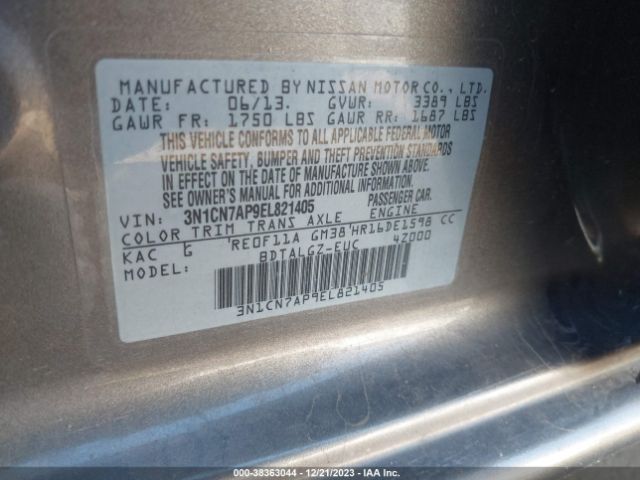 MANUFACTURED BY NISSAN MOTOR CO., LTD.
DATE: 06/13. GVWR: 3389 LBS
GAWR FR: 1750 LBS GAWR RR: 1687 LBS
THIS VEHICLE CONFORMS TO ALL APPLICABLE FEDERAL MOTOR
VEHICLE SAFETY, BUMPER AND THEFT PREVENTION STANDARDS
IN EFFECT ON THE DATE OF MANUFACTURE SHOWN ABOVE.
SEE OWNER'S MANUAL FOR ADDITIONAL INFORMATION.
VIN: 3N1CN7AP9EL821405 PASSENGER CAR.
COLOR TRIM TRANS AXLE ENGINE
KAC G RE0F11A GM38 HR16DE1598 CC
MODEL: BDTALGZ-EUC 42000
3N1CN7AP9EL821405
000-38363044 — 12/21/2023 — IAA Inc.